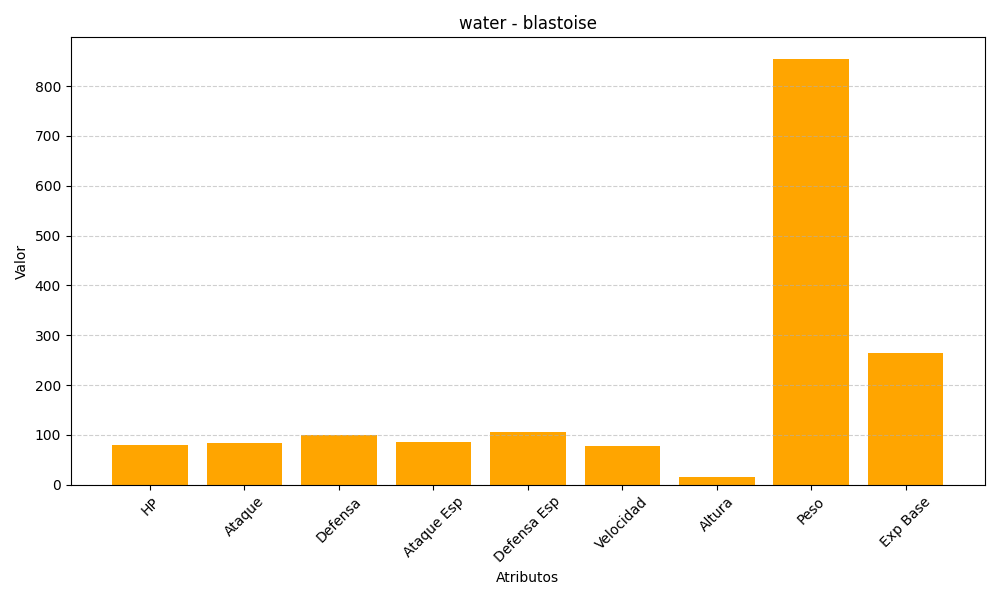 water - blastoise
Valor
800
700
600
500
400
300
200
100
0
HP
Ataque
Defensa
Ataque Esp
Defensa Esp
Velocidad
Altura
Peso
Exp Base
Atributos